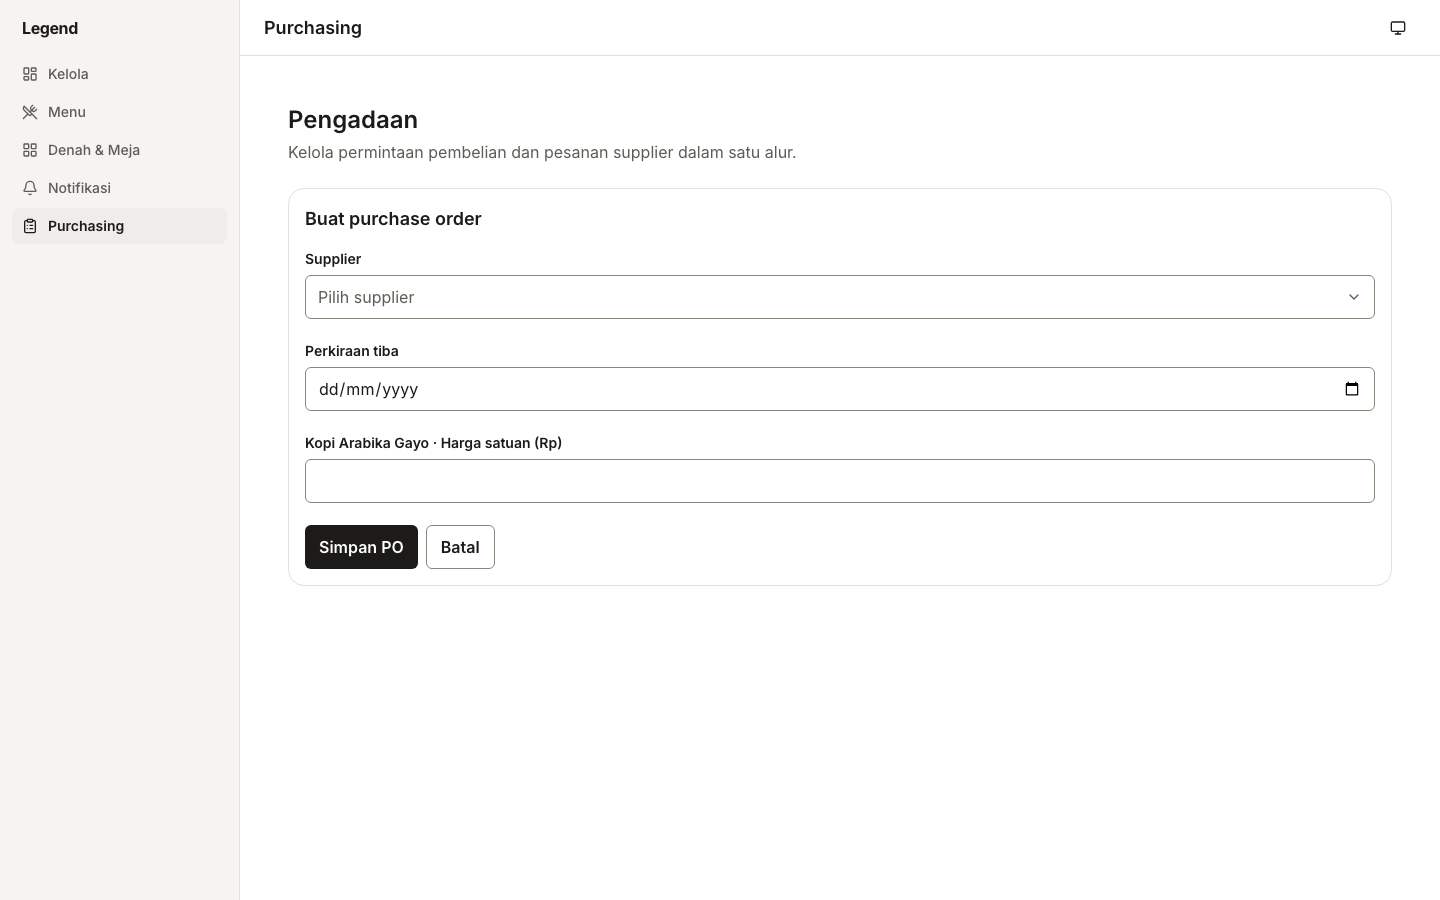 Legend
Kelola
Menu
Denah & Meja
Notifikasi
Purchasing
Purchasing
Pengadaan
Kelola permintaan pembelian dan pesanan supplier dalam satu alur.
Buat purchase order
Supplier
Pilih supplier
Perkiraan tiba
dd/mm/yyyy
Kopi Arabika Gayo · Harga satuan (Rp)
Simpan PO
Batal